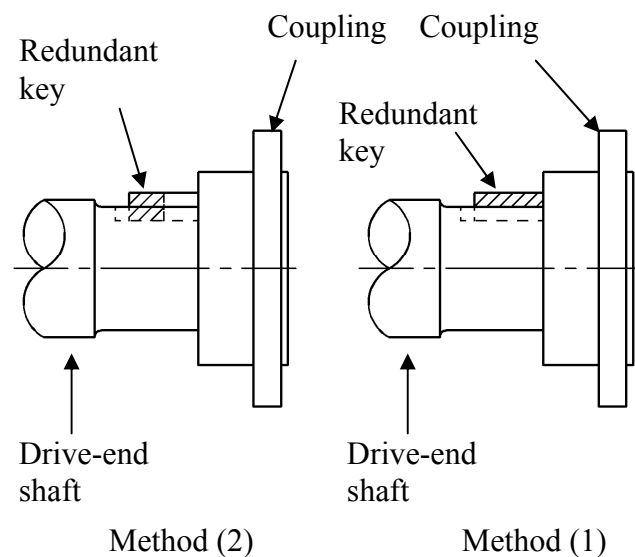 Coupling
Redundant
key
Drive-end
shaft
Method (2)
Coupling
Redundant
key
Drive-end
shaft
Method (1)